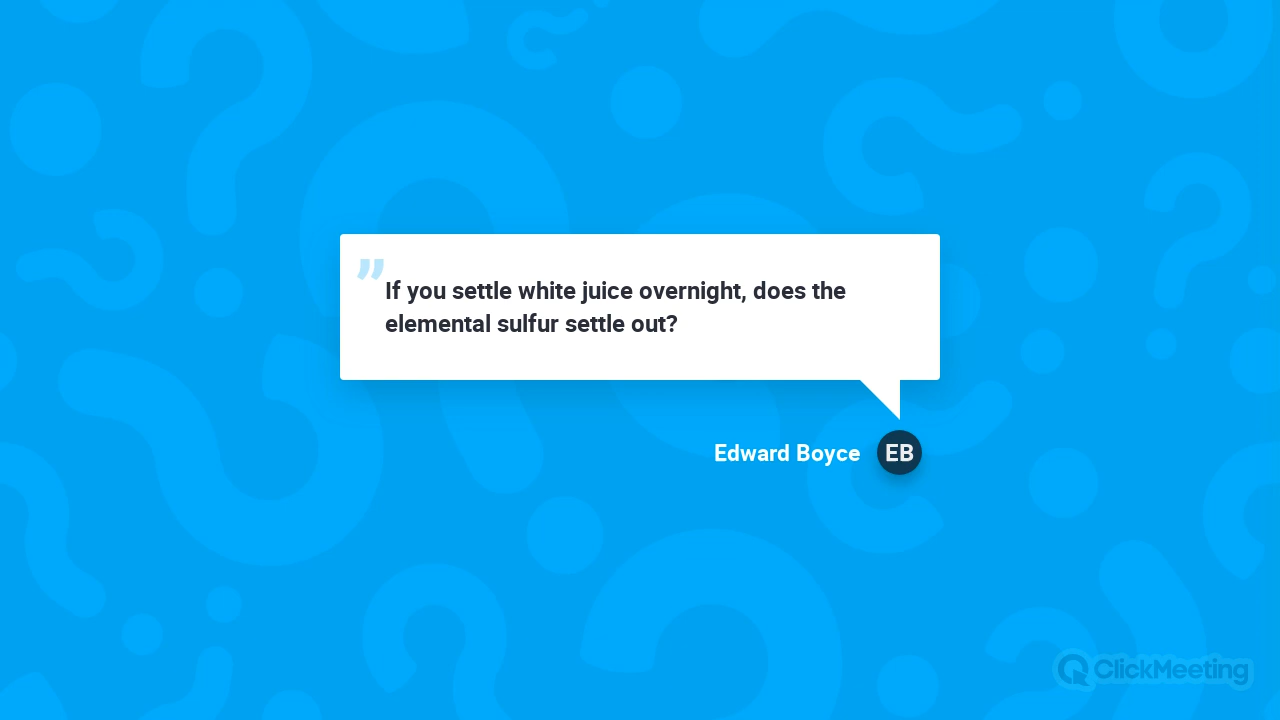 " If you settle white juice overnight, does the
elemental sulfur settle out?
Edward Boyce EB
ClickMeeting